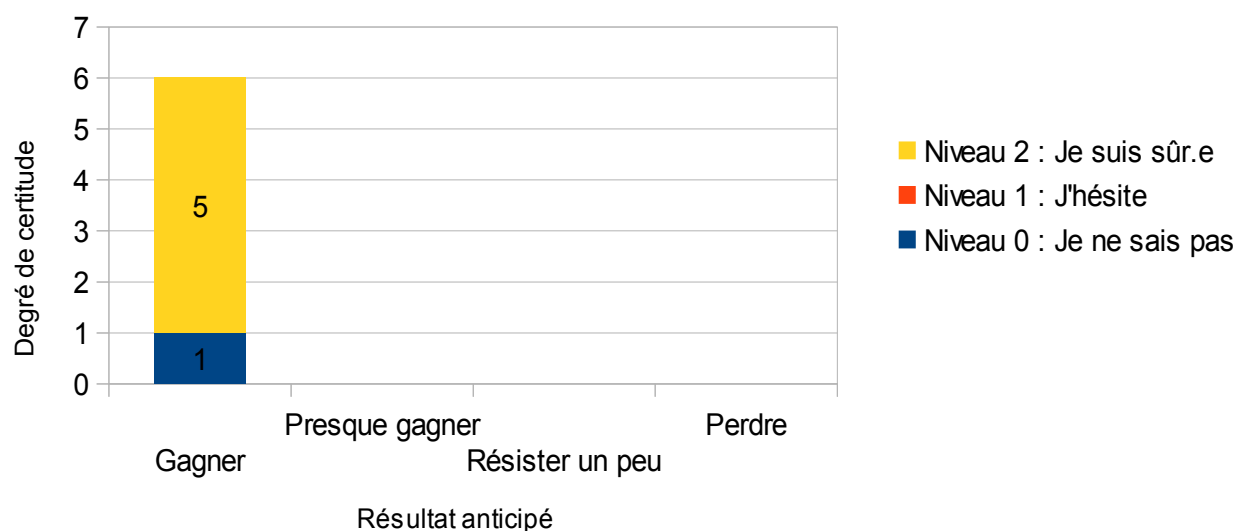 7
6
5
4
3
2
1
0
Degré de certitude
5
1
Gagner
Presque gagner
Résister un peu
Perdre
Résultat anticipé
Niveau 2 : Je suis sûr.e
Niveau 1 : J'hésite
Niveau 0 : Je ne sais pas